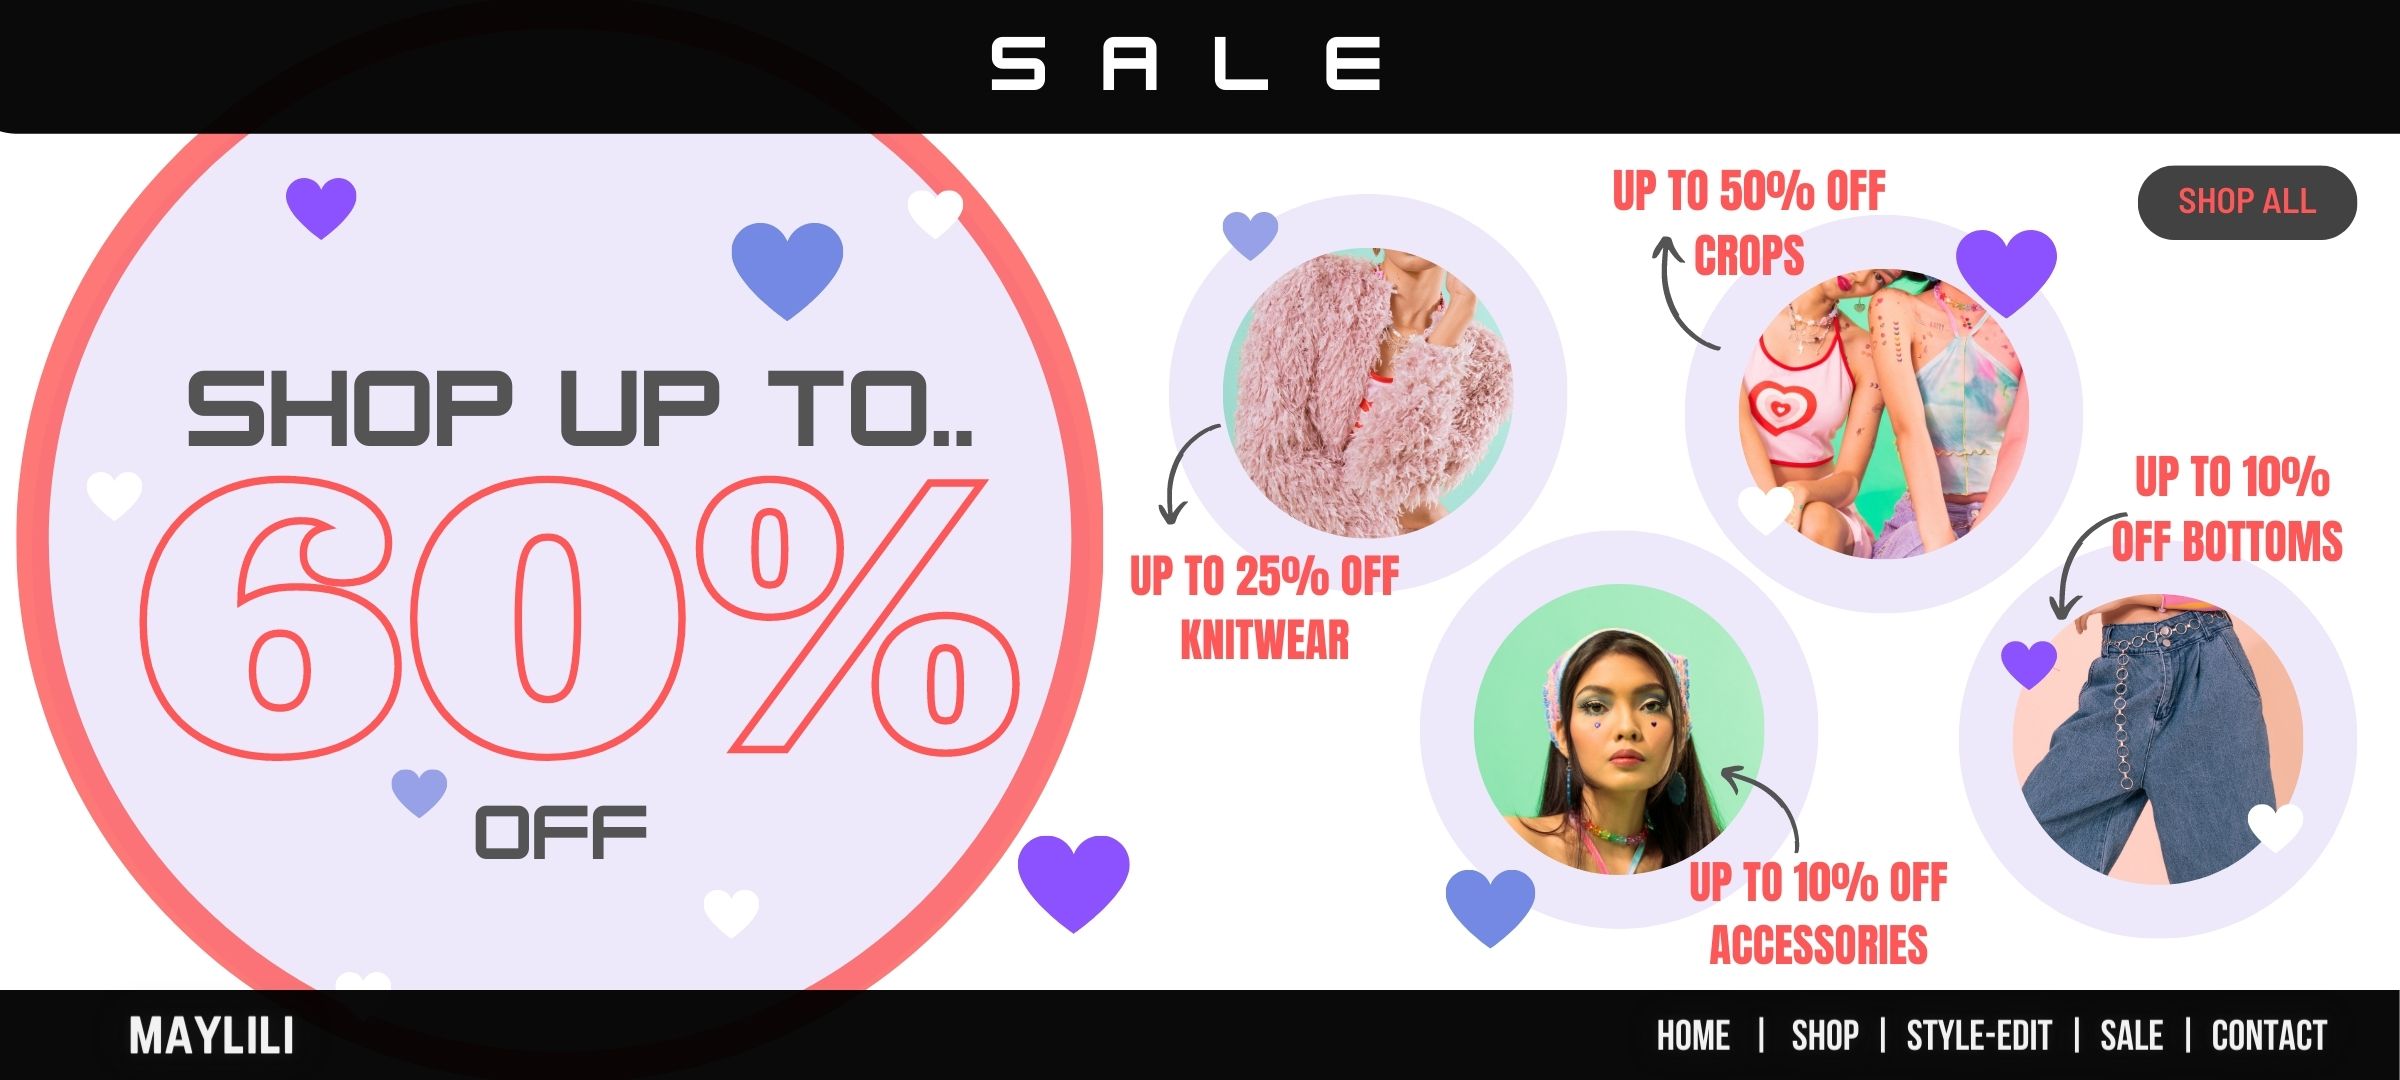 SALE
SHOP UP TO..
60%
OFF
UP TO 25% OFF
KNITWEAR
UP TO 50% OFF
CROPS
SHOP ALL
UP TO 10%
OFF BOTTOMS
UP TO 10% OFF
ACCESSORIES
MAYLILI
HOME | SHOP | STYLE-EDIT | SALE | CONTACT